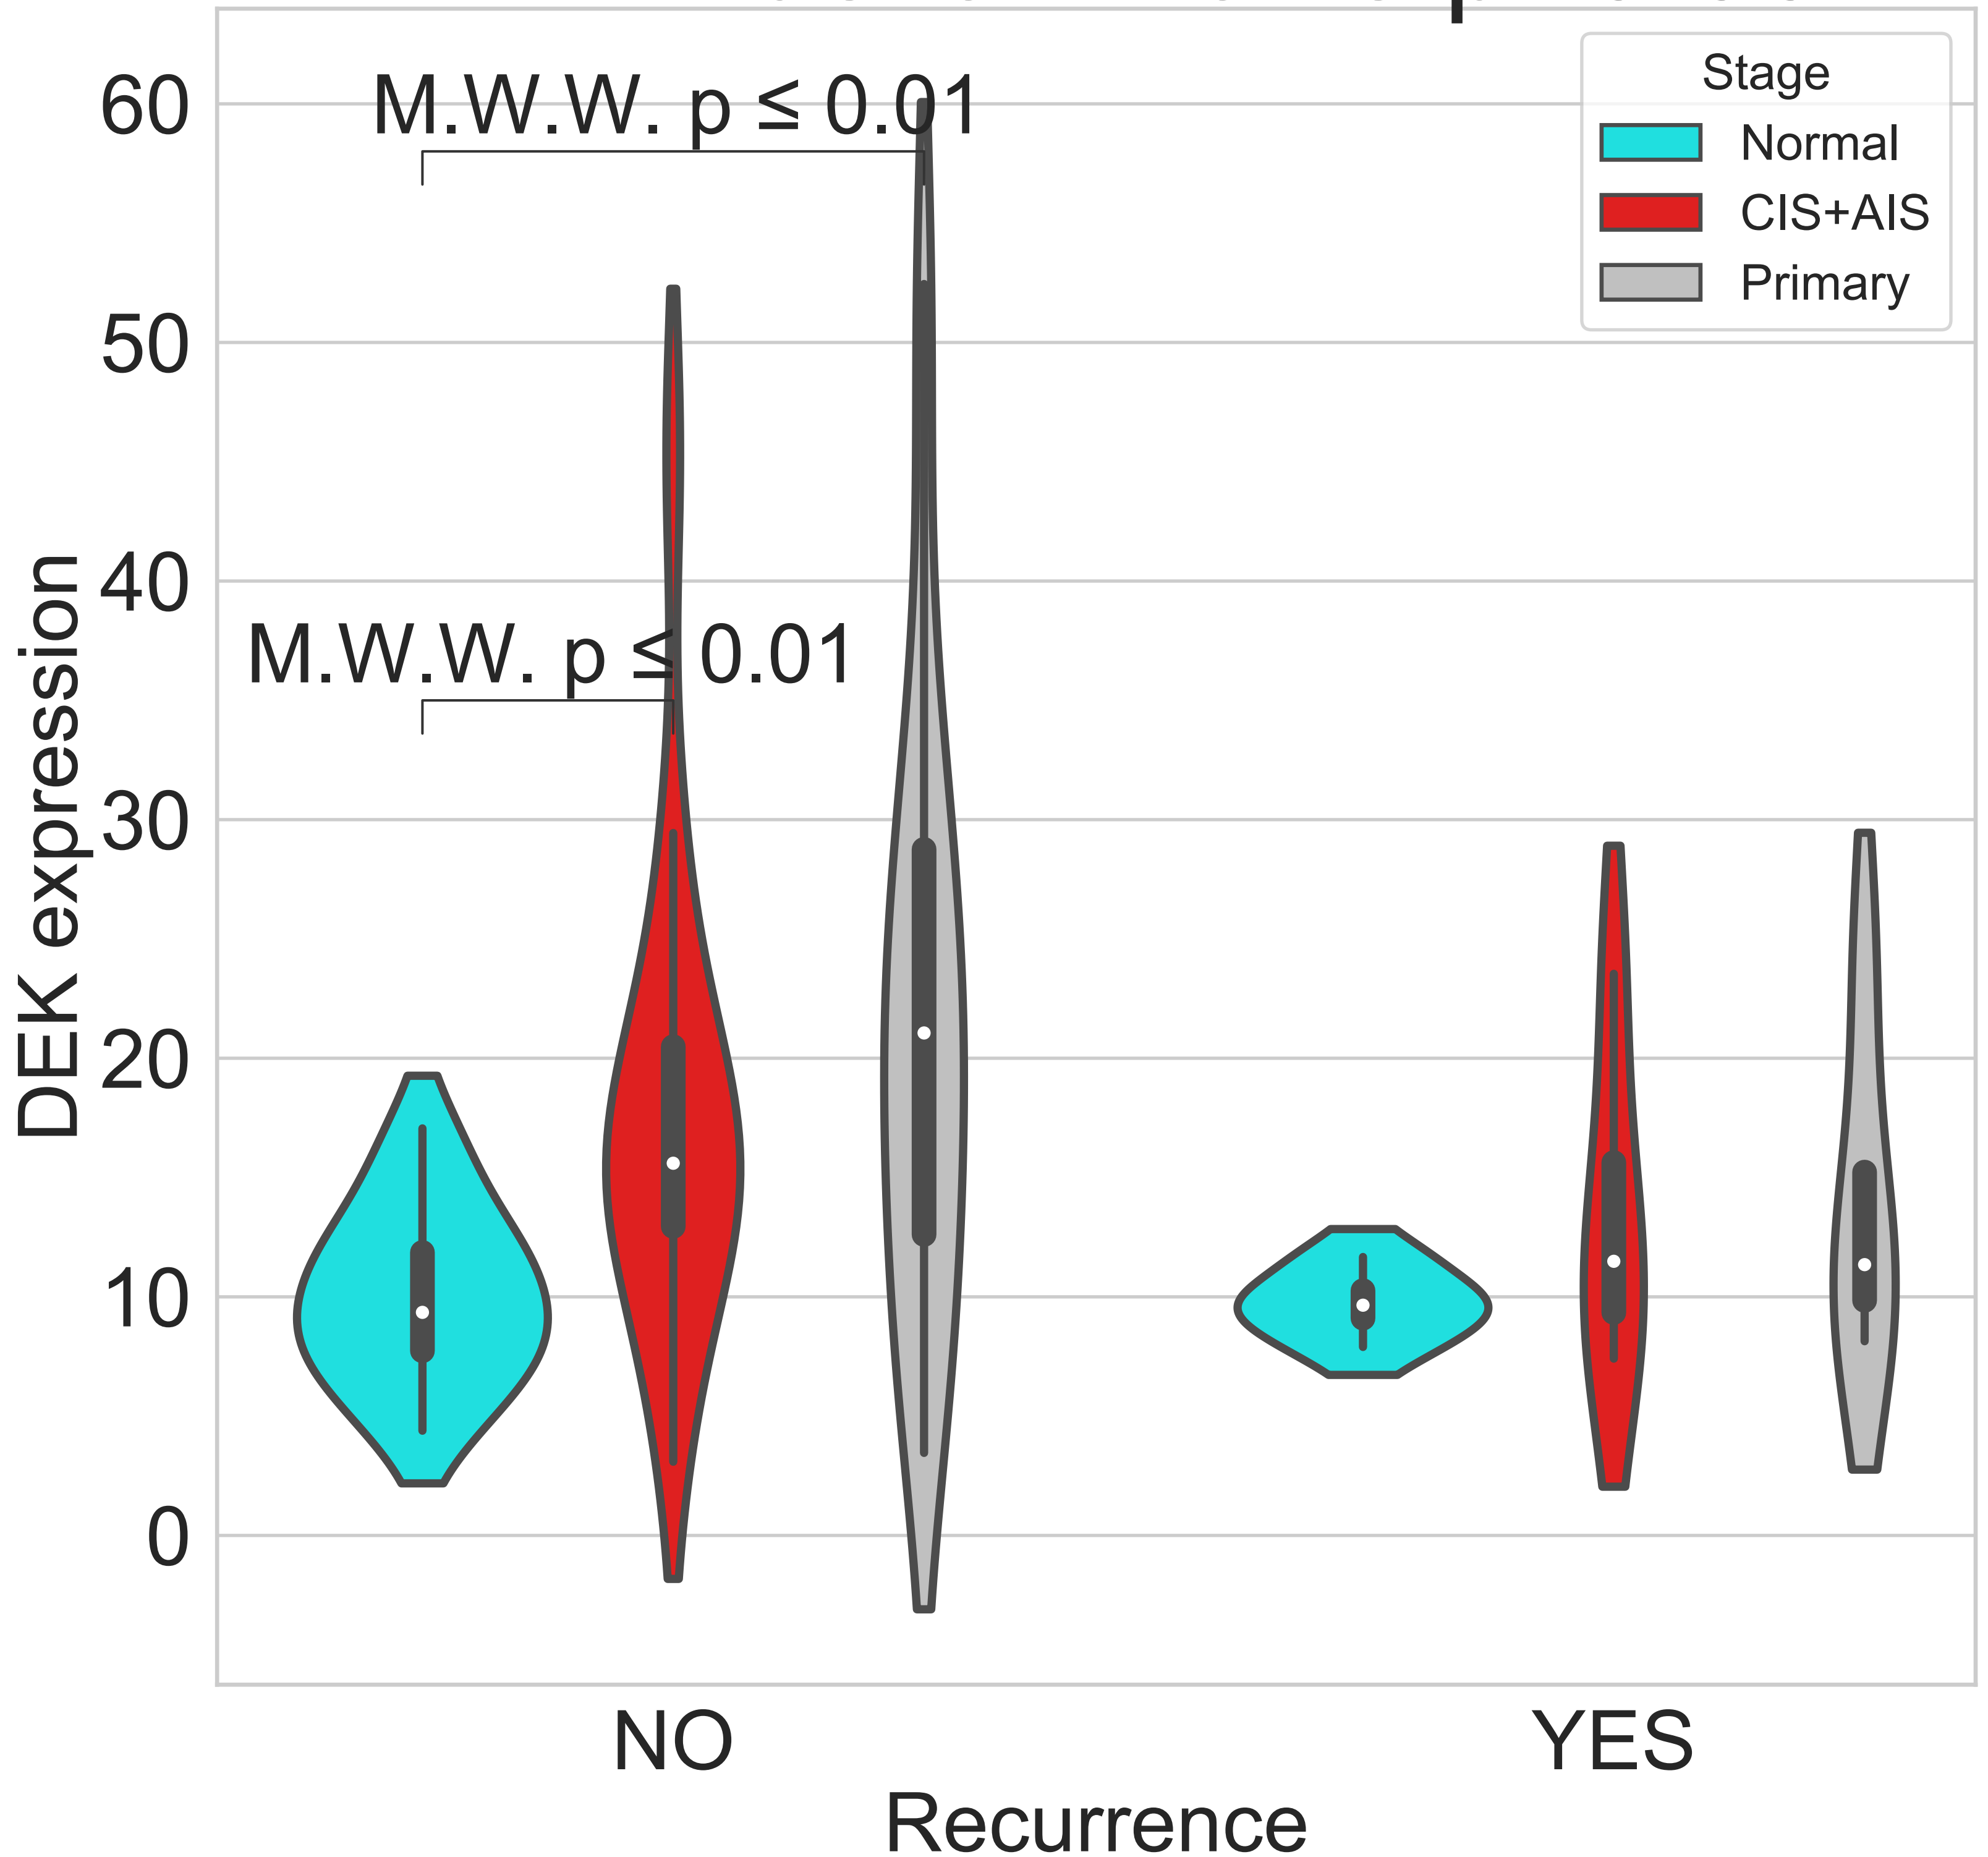 60
50
40
30
20
10
0
DEK expression
M.W.W. p ≤ 0.01
M.W.W. p ≤ 0.01
Stage
Normal
CIS+AIS
Primary
NO
YES
Recurrence